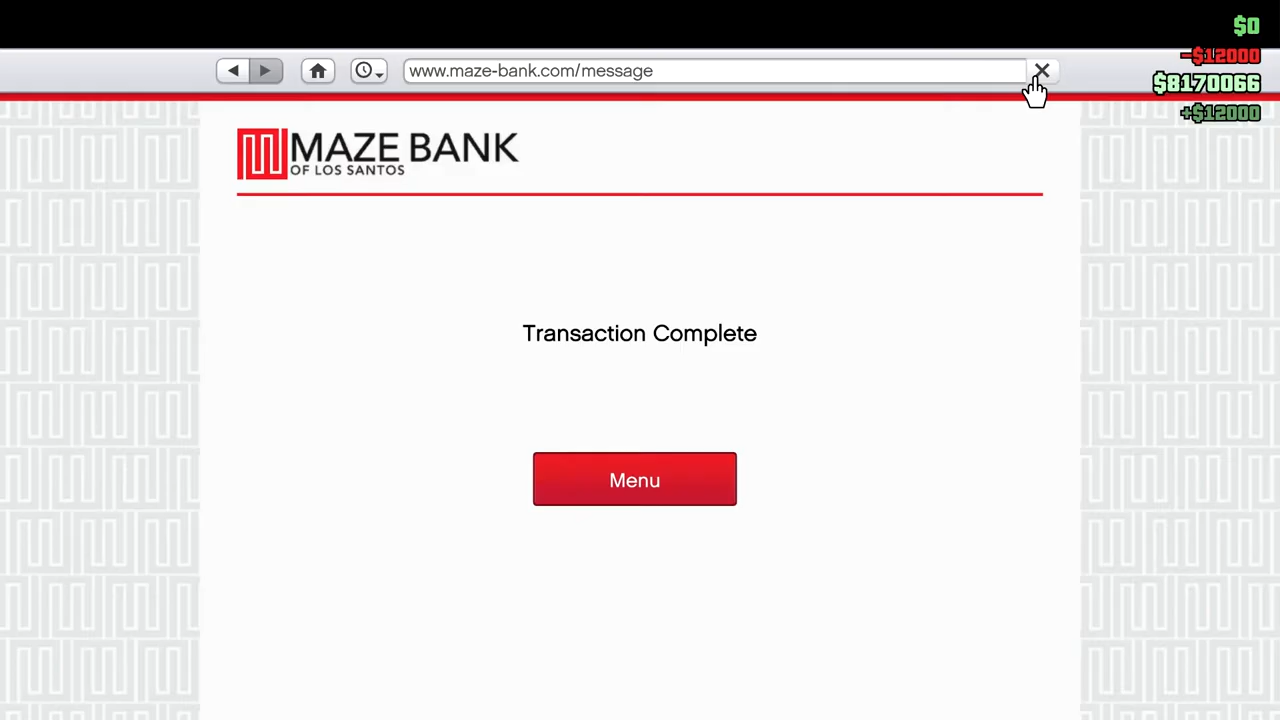 $0
-$12000
www.maze-bank.com/message
$8170066
+$12000
MAZE BANK
OF LOS SANTOS
Transaction Complete
Menu